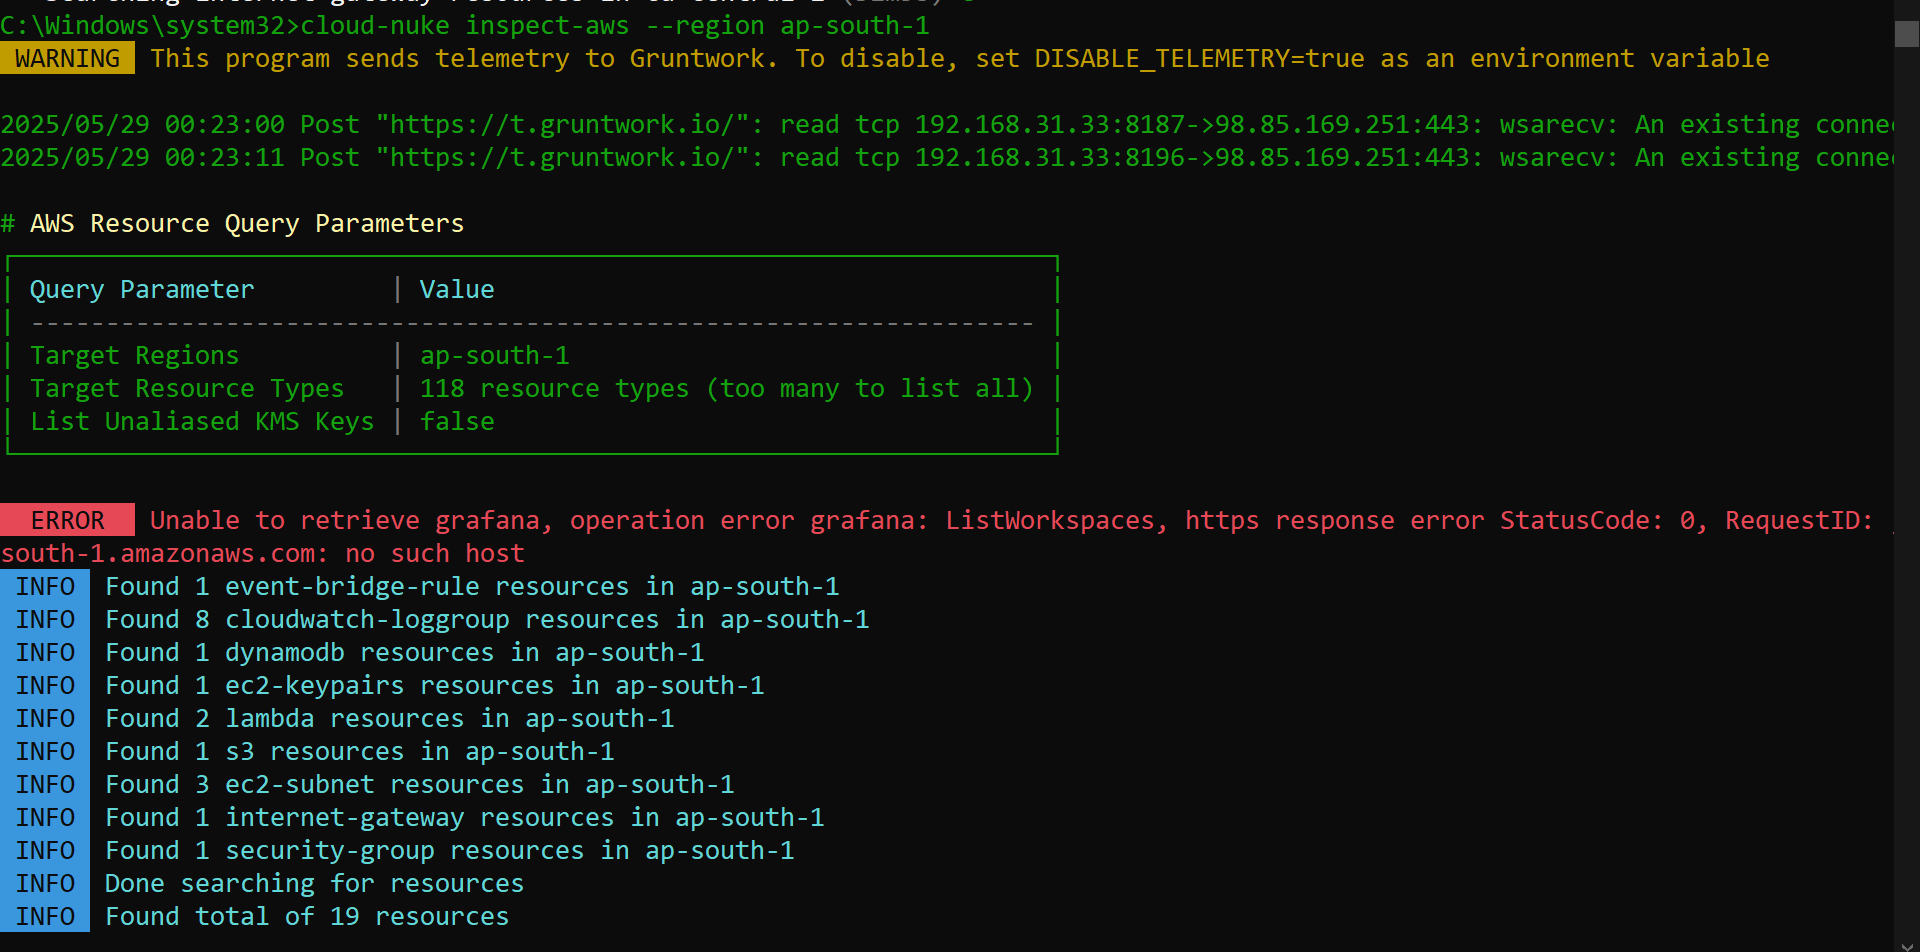 C:\Windows\system32>cloud-nuke inspect-aws --region ap-south-1
WARNING This program sends telemetry to Gruntwork. To disable, set DISABLE_TELEMETRY=true as an environment variable
2025/05/29 00:23:00 Post "https://t.gruntwork.io/": read tcp 192.168.31.33:8187->98.85.169.251:443: wsarecv: An existing connec
2025/05/29 00:23:11 Post "https://t.gruntwork.io/": read tcp 192.168.31.33:8196->98.85.169.251:443: wsarecv: An existing connec
# AWS Resource Query Parameters
Query Parameter | Value
---------------------------------------------------------------------
Target Regions | ap-south-1
Target Resource Types | 118 resource types (too many to list all)
List Unaliased KMS Keys | false
ERROR Unable to retrieve grafana, operation error grafana: ListWorkspaces, https response error StatusCode: 0, RequestID:
south-1.amazonaws.com: no such host
INFO Found 1 event-bridge-rule resources in ap-south-1
INFO Found 8 cloudwatch-loggroup resources in ap-south-1
INFO Found 1 dynamodb resources in ap-south-1
INFO Found 1 ec2-keypairs resources in ap-south-1
INFO Found 2 lambda resources in ap-south-1
INFO Found 1 s3 resources in ap-south-1
INFO Found 3 ec2-subnet resources in ap-south-1
INFO Found 1 internet-gateway resources in ap-south-1
INFO Found 1 security-group resources in ap-south-1
INFO Done searching for resources
INFO Found total of 19 resources